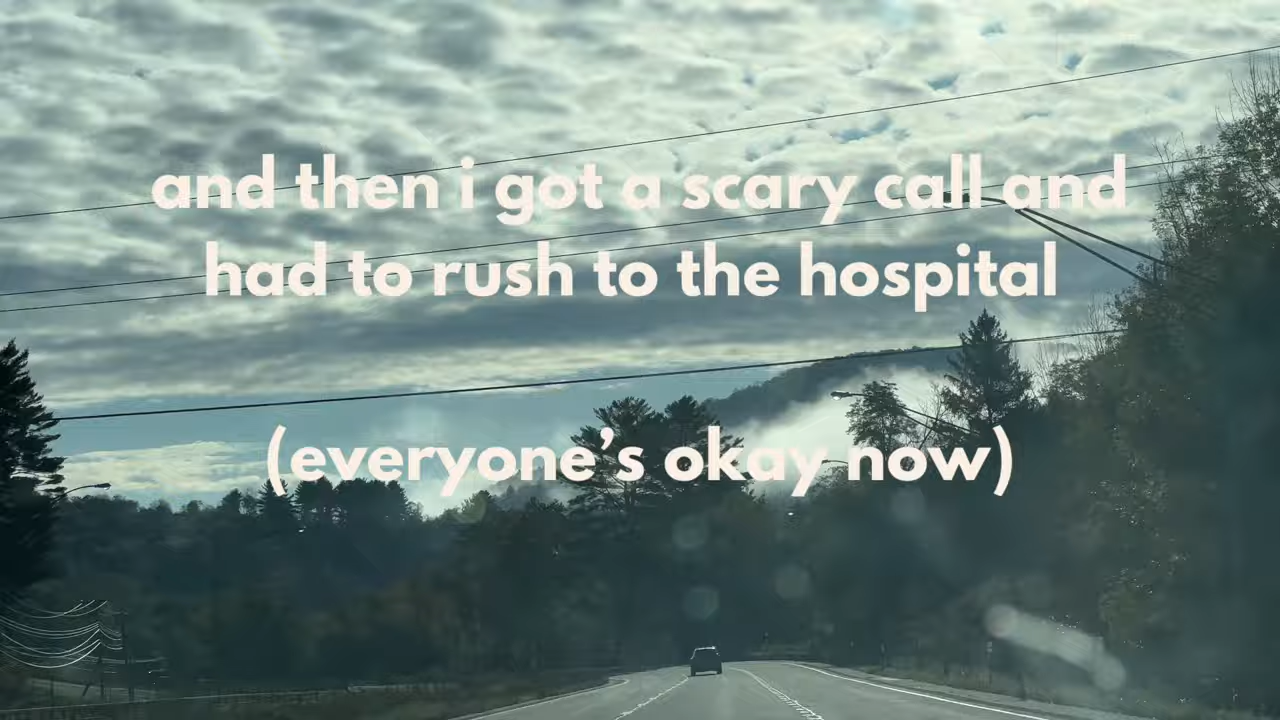 and then i got a scary call and
had to rush to the hospital
(everyone’s okay now)